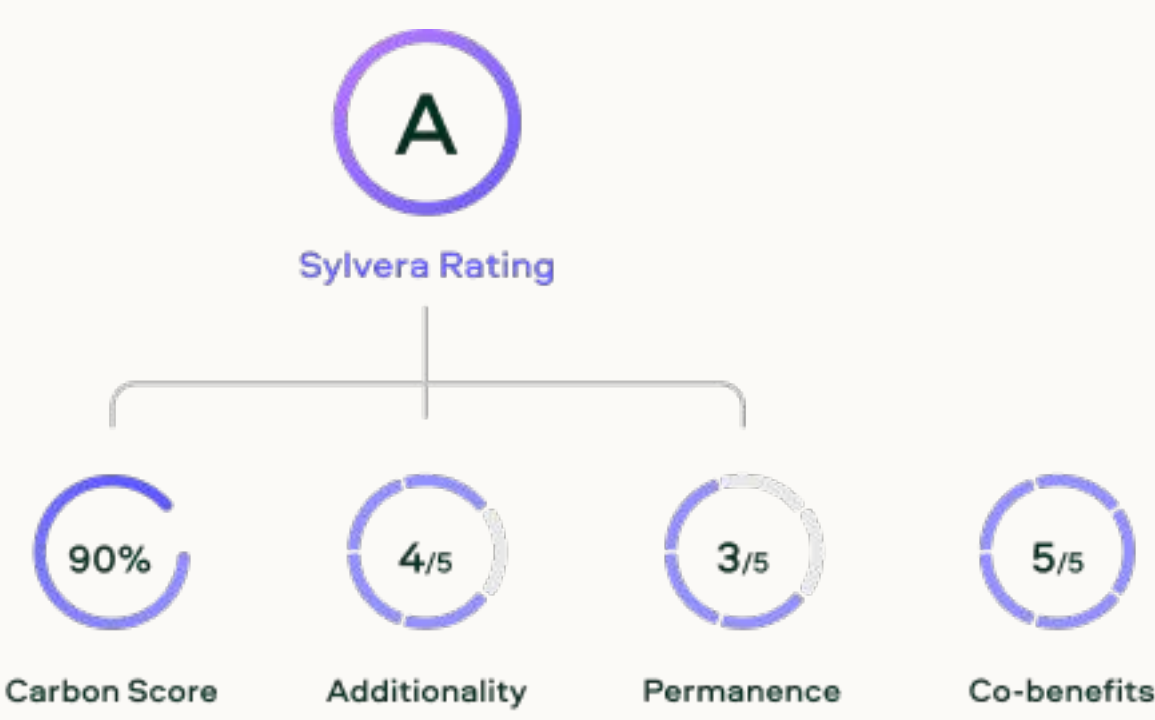 A
Sylvera Rating
90% 4/5 3/5 5/5
Carbon Score Additionality Permanence Co-benefits